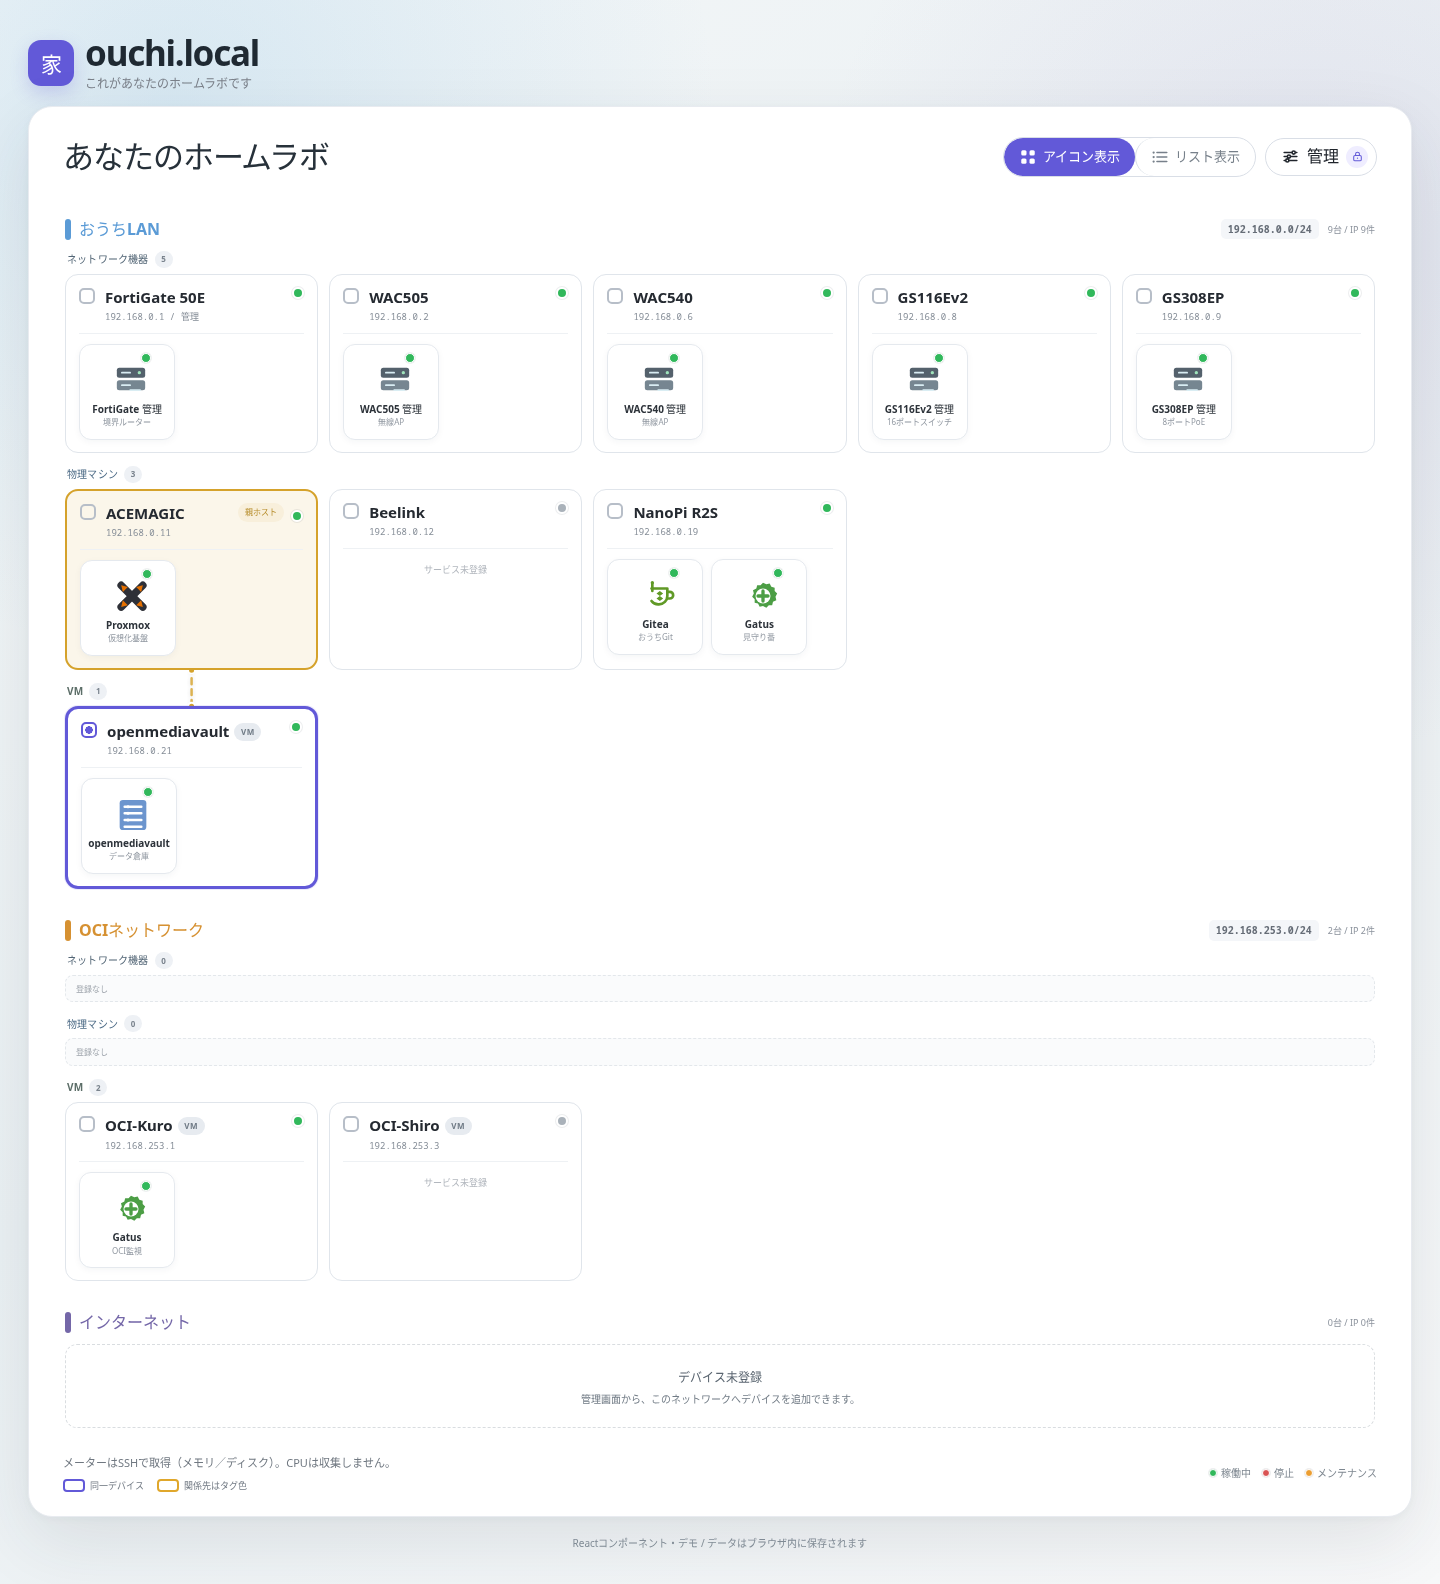 家
ouchi.local
これがあなたのホームラボです
あなたのホームラボ
アイコン表示
リスト表示
管理
おうちLAN
192.168.0.0/24
9台 / IP 9件
ネットワーク機器 5
FortiGate 50E
192.168.0.1 / 管理
FortiGate 管理
境界ルーター
WAC505
192.168.0.2
WAC505 管理
無線AP
WAC540
192.168.0.6
WAC540 管理
無線AP
GS116Ev2
192.168.0.8
GS116Ev2 管理
16ポートスイッチ
GS308EP
192.168.0.9
GS308EP 管理
8ポートPoE
物理マシン 3
ACEMAGIC
親ホスト
192.168.0.11
Proxmox
仮想化基盤
Beelink
192.168.0.12
サービス未登録
NanoPi R2S
192.168.0.19
Gitea
おうちGit
Gatus
見守り番
VM 1
openmediavault VM
192.168.0.21
openmediavault
データ倉庫
OCIネットワーク
192.168.253.0/24
2台 / IP 2件
ネットワーク機器 0
登録なし
物理マシン 0
登録なし
VM 2
OCI-Kuro VM
192.168.253.1
Gatus
OCI監視
OCI-Shiro VM
192.168.253.3
サービス未登録
インターネット
0台 / IP 0件
デバイス未登録
管理画面から、このネットワークへデバイスを追加できます。
メーターはSSHで取得（メモリ／ディスク）。CPUは収集しません。
同一デバイス
関係先はタグ色
稼働中
停止
メンテナンス
Reactコンポーネント・デモ / データはブラウザ内に保存されます